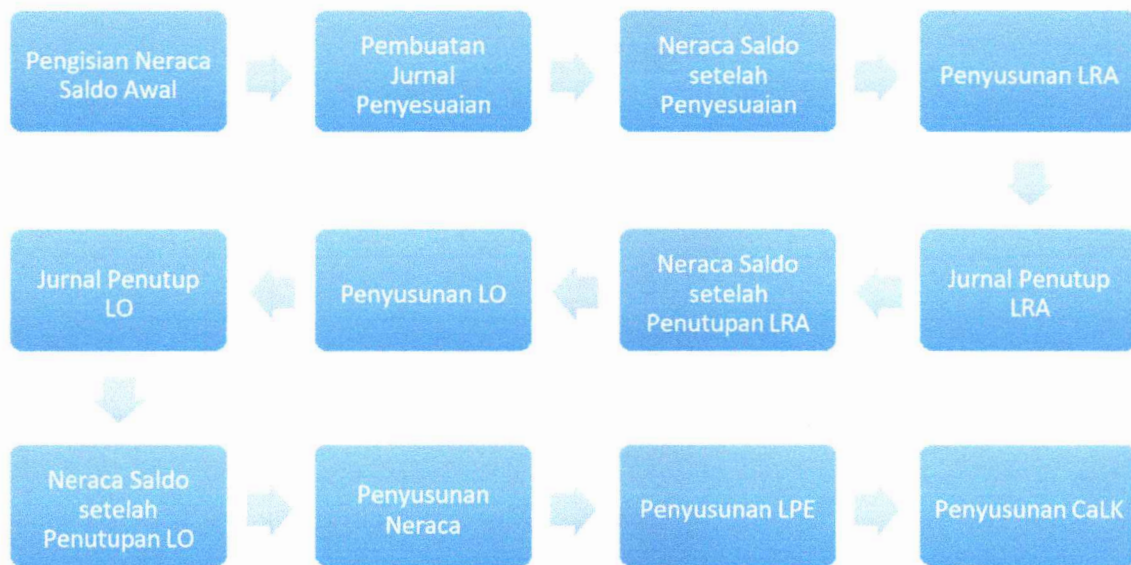 Pengisian Neraca
Saldo Awal
Pembuatan
Jurnal
Penyesuaian
Neraca Saldo
setelah
Penyesuaian
Penyusunan LRA
Jurnal Penutup
LRA
Neraca Saldo
setelah
Penutupan LRA
Penyusunan LO
Jurnal Penutup
LO
Neraca Saldo
setelah
Penutupan LO
Penyusunan
Neraca
Penyusunan LPE
Penyusunan CaLK